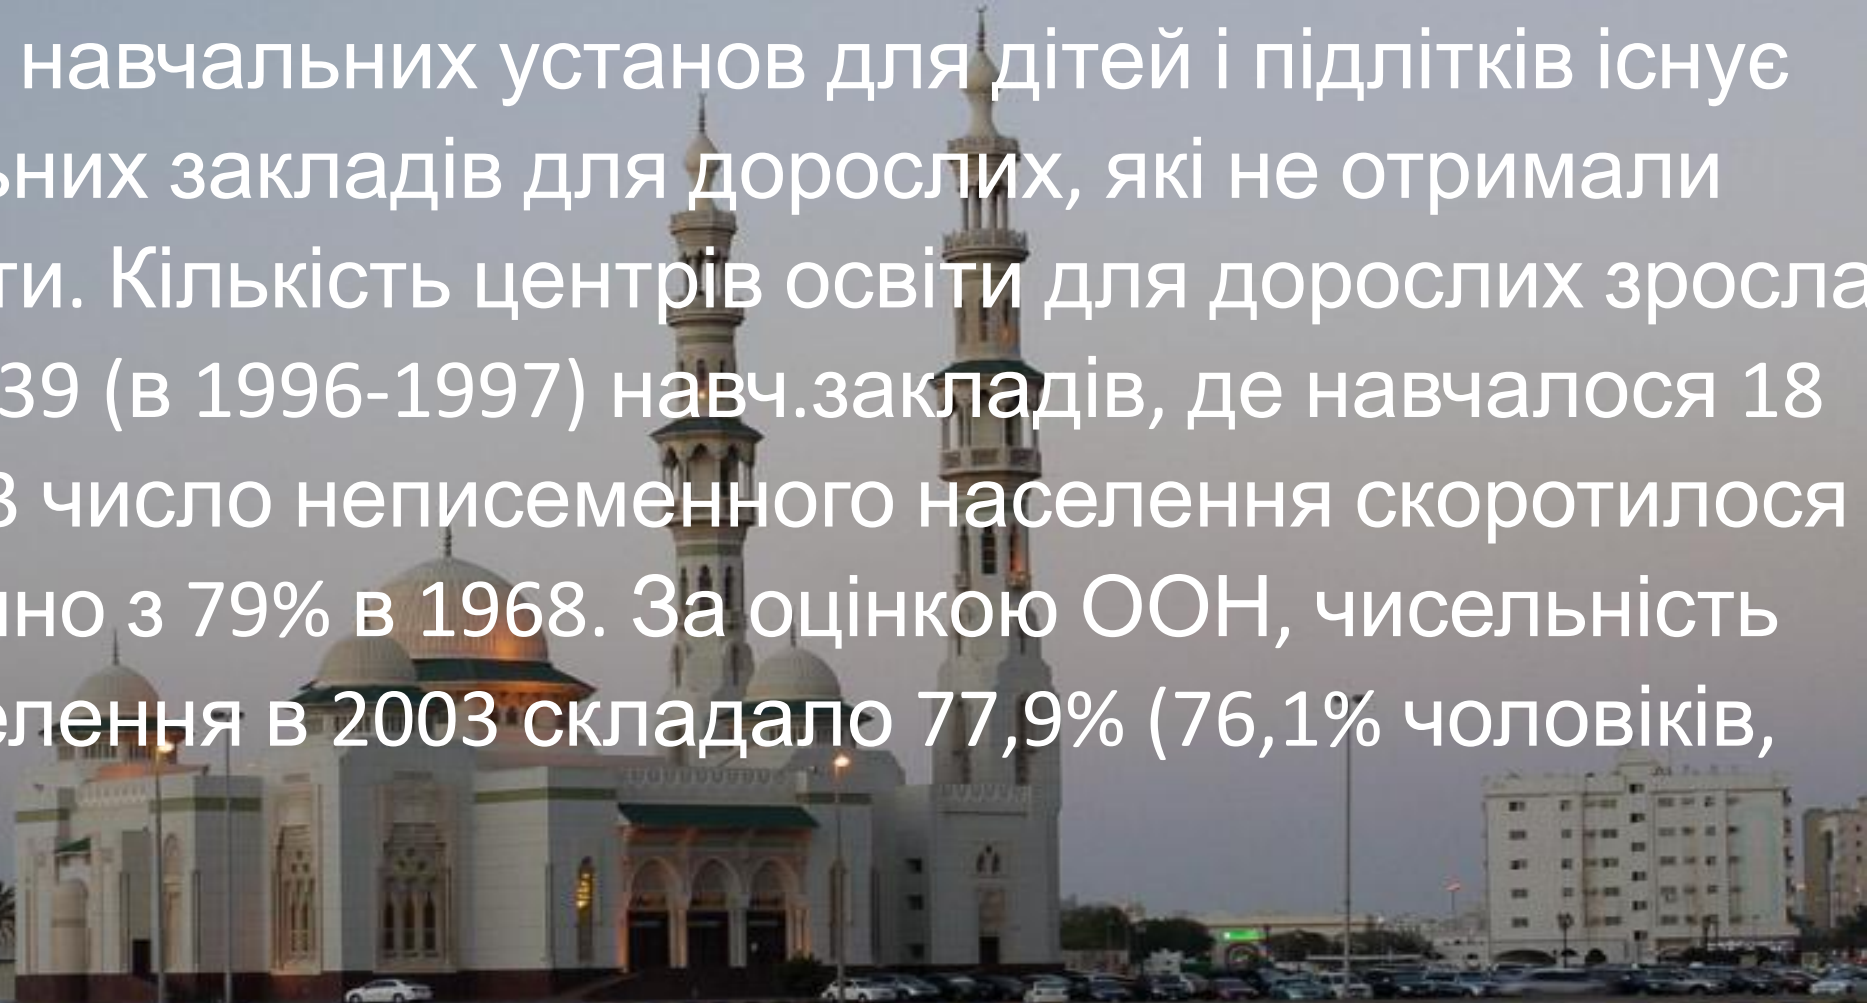 навчальних установ для дітей і підлітків існує
ьних закладів для дорослих, які не отримали
ти. Кількість центрів освіти для дорослих зросла
39 (в 1996-1997) навч.закладів, де навчалося 18
число неписеменного населення скоротилося
но з 79% в 1968. За оцінкою ООН, чисельність
елення в 2003 складало 77,9% (76,1% чоловіків,